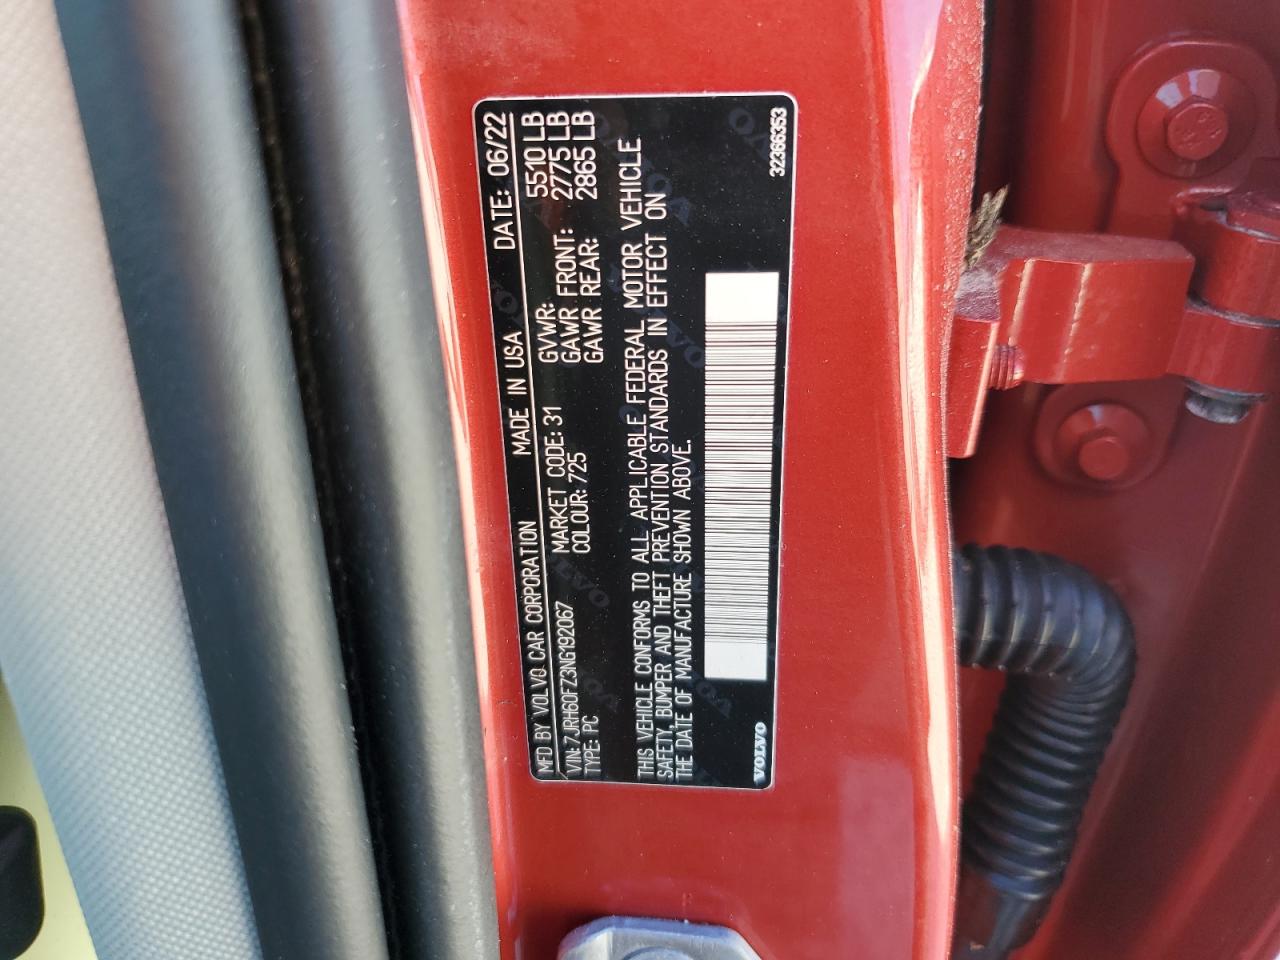 MFD BY VOLVO CAR CORPORATION MADE IN USA DATE: 06/22
VIN: 7JRH60FZ3NG192067 MARKET CODE: 31 GVWR: 5510 LB
TYPE: PC COLOUR: 725 GAWR FRONT: 2775 LB
GAWR REAR: 2865 LB
THIS VEHICLE CONFORMS TO ALL APPLICABLE FEDERAL MOTOR VEHICLE
SAFETY, BUMPER AND THEFT PREVENTION STANDARDS IN EFFECT ON
THE DATE OF MANUFACTURE SHOWN ABOVE.
VOLVO 32366353